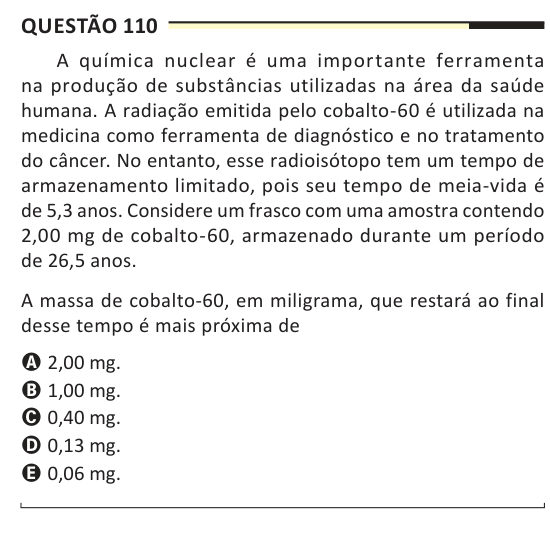 QUESTÃO 110
A química nuclear é uma importante ferramenta
na produção de substâncias utilizadas na área da saúde
humana. A radiação emitida pelo cobalto-60 é utilizada na
medicina como ferramenta de diagnóstico e no tratamento
do câncer. No entanto, esse radioisótopo tem um tempo de
armazenamento limitado, pois seu tempo de meia-vida é
de 5,3 anos. Considere um frasco com uma amostra contendo
2,00 mg de cobalto-60, armazenado durante um período
de 26,5 anos.
A massa de cobalto-60, em miligrama, que restará ao final
desse tempo é mais próxima de
A 2,00 mg.
B 1,00 mg.
C 0,40 mg.
D 0,13 mg.
E 0,06 mg.